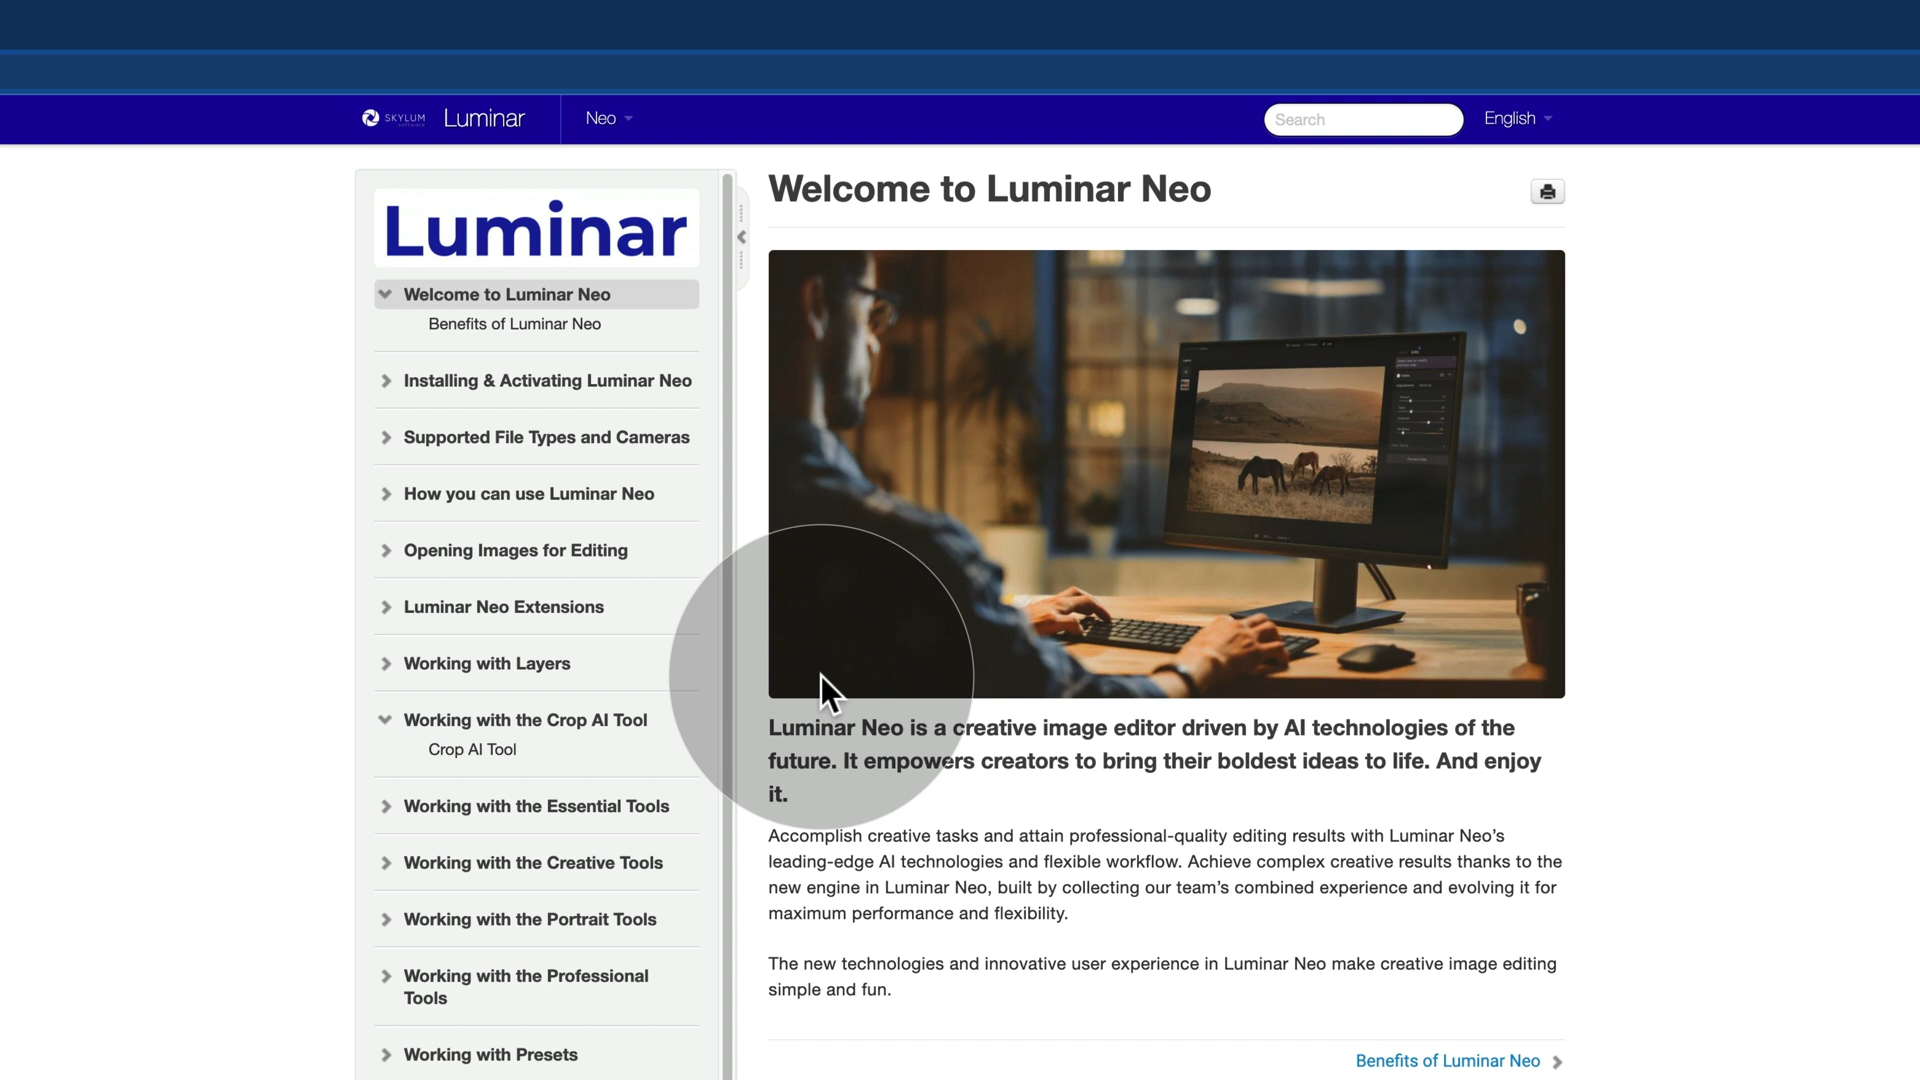 SKYLUM
Luminar
Neo
Search
English
Luminar
Welcome to Luminar Neo
Benefits of Luminar Neo
Installing & Activating Luminar Neo
Supported File Types and Cameras
How you can use Luminar Neo
Opening Images for Editing
Luminar Neo Extensions
Working with Layers
Working with the Crop AI Tool
Crop AI Tool
Working with the Essential Tools
Working with the Creative Tools
Working with the Portrait Tools
Working with the Professional
Tools
Working with Presets
Welcome to Luminar Neo
Luminar Neo is a creative image editor driven by AI technologies of the
future. It empowers creators to bring their boldest ideas to life. And enjoy
it.
Accomplish creative tasks and attain professional-quality editing results with Luminar Neo’s
leading-edge AI technologies and flexible workflow. Achieve complex creative results thanks to the
new engine in Luminar Neo, built by collecting our team’s combined experience and evolving it for
maximum performance and flexibility.
The new technologies and innovative user experience in Luminar Neo make creative image editing
simple and fun.
Benefits of Luminar Neo